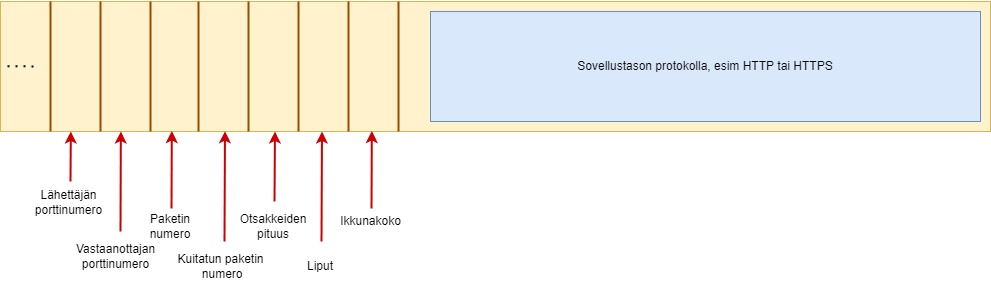 ....
Sovellustason protokolla, esim HTTP tai HTTPS
Lähettäjän
porttinumero
Vastaanottajan
porttinumero
Paketin
numero
Kuitatun paketin
numero
Otsakkeiden
pituus
Liput
Ikkunakoko